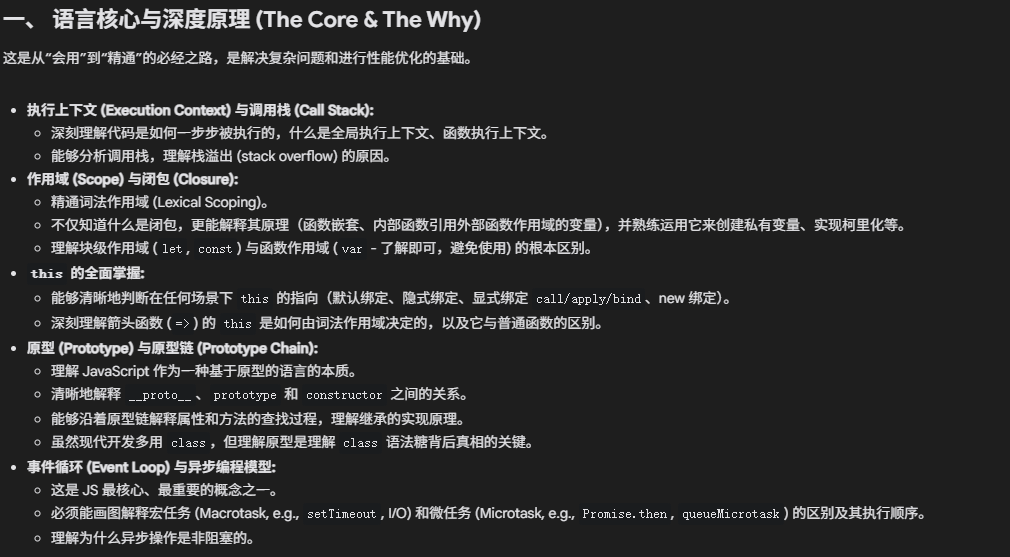 一、 语言核心与深度原理 (The Core & The Why)
这是从“会用”到“精通”的必经之路，是解决复杂问题和进行性能优化的基础。
执行上下文 (Execution Context) 与调用栈 (Call Stack):
深刻理解代码是如何一步步被执行的，什么是全局执行上下文、函数执行上下文。
能够分析调用栈，理解栈溢出 (stack overflow) 的原因。
作用域 (Scope) 与闭包 (Closure):
精通词法作用域 (Lexical Scoping)。
不仅知道什么是闭包，更能解释其原理（函数嵌套、内部函数引用外部函数作用域的变量），并熟练运用它来创建私有变量、实现柯里化等。
理解块级作用域 ( let, const ) 与函数作用域 ( var - 了解即可，避免使用) 的根本区别。
this 的全面掌握:
能够清晰地判断在任何场景下 this 的指向（默认绑定、隐式绑定、显式绑定 call/apply/bind 、new 绑定）。
深刻理解箭头函数 ( => ) 的 this 是如何由词法作用域决定的，以及它与普通函数的区别。
原型 (Prototype) 与原型链 (Prototype Chain):
理解 JavaScript 作为一种基于原型的语言的本质。
清晰地解释 __proto__ 、 prototype 和 constructor 之间的关系。
能够沿着原型链解释属性和方法的查找过程，理解继承的实现原理。
虽然现代开发多用 class ，但理解原型是理解 class 语法糖背后真相的关键。
事件循环 (Event Loop) 与异步编程模型:
这是 JS 最核心、最重要的概念之一。
必须能画图解释宏任务 (Macrotask, e.g., setTimeout , I/O) 和微任务 (Microtask, e.g., Promise.then , queueMicrotask ) 的区别及其执行顺序。
理解为什么异步操作是非阻塞的。